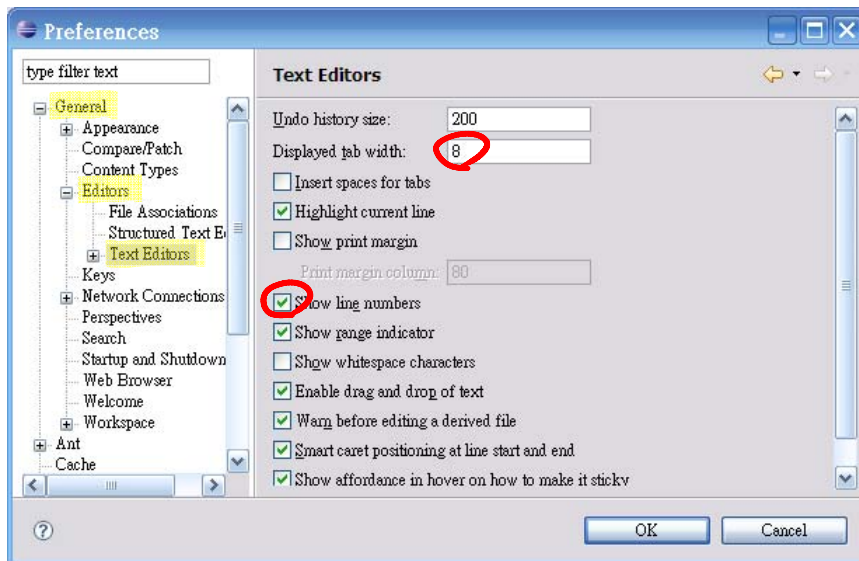 Preferences
type filter text
General
Appearance
Compare/Patch
Content Types
Editors
File Associations
Structured Text E
Text Editors
Keys
Network Connections
Perspectives
Search
Startup and Shutdown
Web Browser
Welcome
Workspace
Ant
Cache
Text Editors
Undo history size: 200
Displayed tab width: 8
Insert spaces for tabs
Highlight current line
Show print margin
Print margin column: 80
Show line numbers
Show range indicator
Show whitespace characters
Enable drag and drop of text
Warn before editing a derived file
Smart caret positioning at line start and end
Show affordance in hover on how to make it sticky
?
OK Cancel